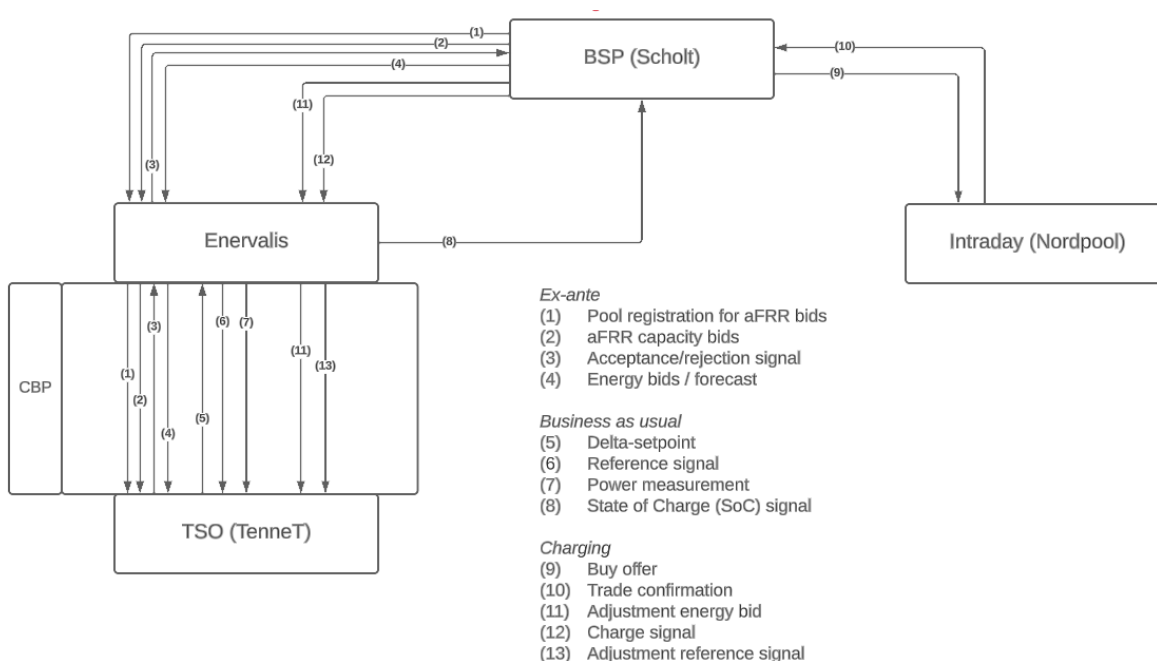 (1)
(2)
BSP (Scholt)
(10)
(4)
(9)
(11)
(3)
(12)
Enervalis
(8)
Intraday (Nordpool)
(3)
(6)
(7)
(11)
(13)
(1)
(2)
(5)
(4)
CBP
TSO (TenneT)
Ex-ante
(1) Pool registration for aFRR bids
(2) aFRR capacity bids
(3) Acceptance/rejection signal
(4) Energy bids / forecast
Business as usual
(5) Delta-setpoint
(6) Reference signal
(7) Power measurement
(8) State of Charge (SoC) signal
Charging
(9) Buy offer
(10) Trade confirmation
(11) Adjustment energy bid
(12) Charge signal
(13) Adjustment reference signal